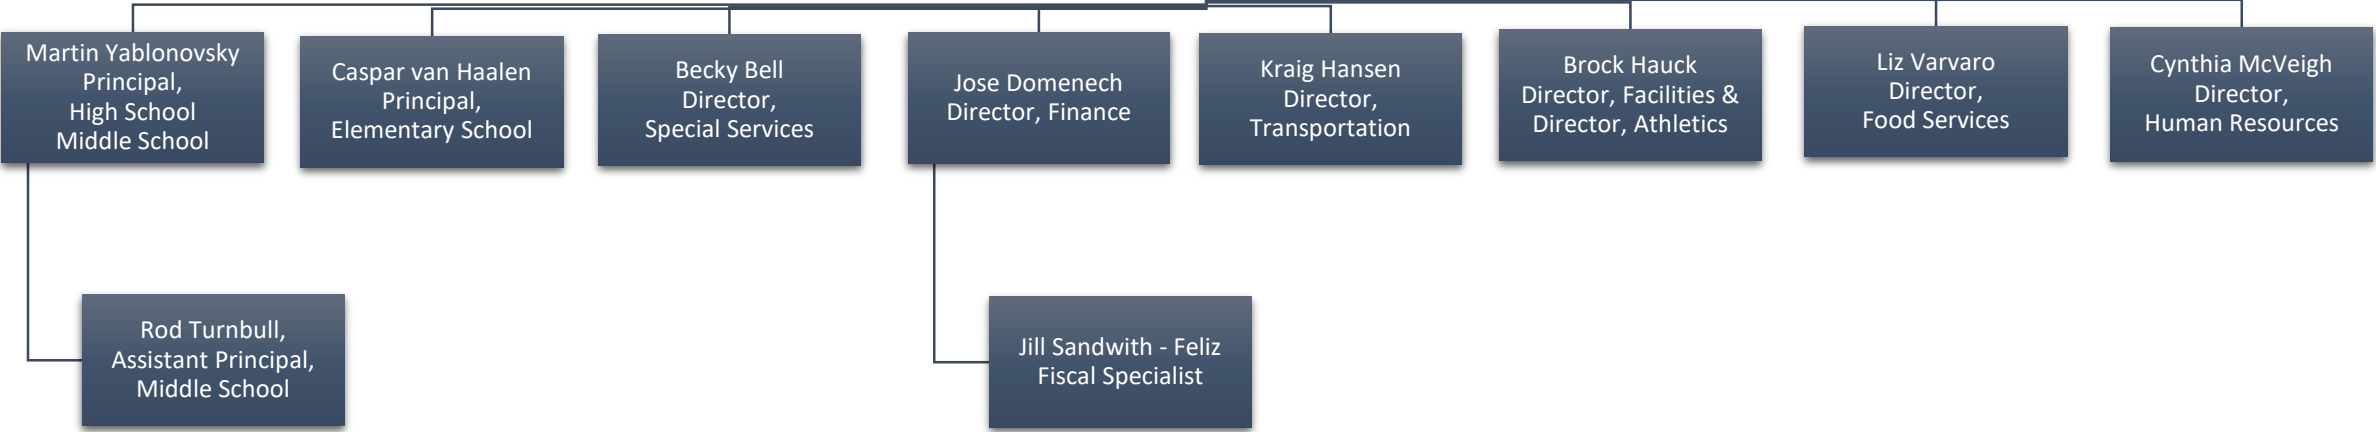 Martin Yablonovsky
Principal,
High School
Middle School
Caspar van Haalen
Principal,
Elementary School
Becky Bell
Director,
Special Services
Jose Domenech
Director, Finance
Kraig Hansen
Director,
Transportation
Brock Hauck
Director, Facilities &
Director, Athletics
Liz Varvaro
Director,
Food Services
Cynthia McVeigh
Director,
Human Resources
Rod Turnbull,
Assistant Principal,
Middle School
Jill Sandwith - Feliz
Fiscal Specialist